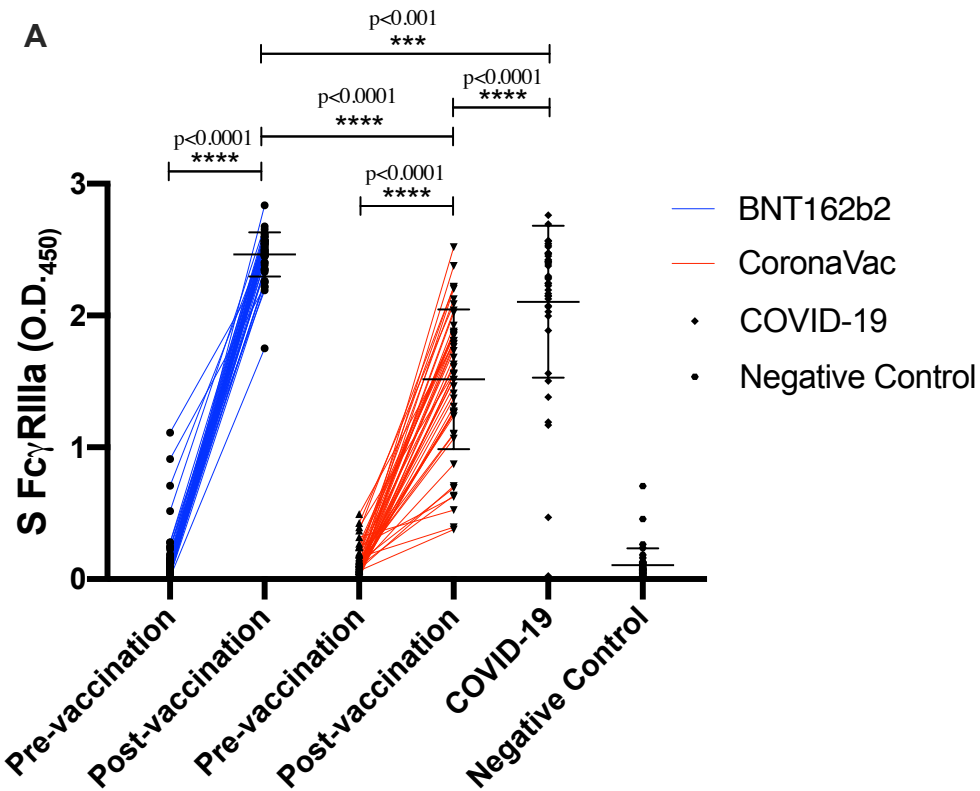 A
p<0.001
***
p<0.0001
****
p<0.0001
****
p<0.0001
****
p<0.0001
****
S FcγRIIIa (O.D.450)
3
2
1
0
BNT162b2
CoronaVac
COVID-19
Negative Control
Pre-vaccination
Post-vaccination
Pre-vaccination
Post-vaccination
COVID-19
Negative Control